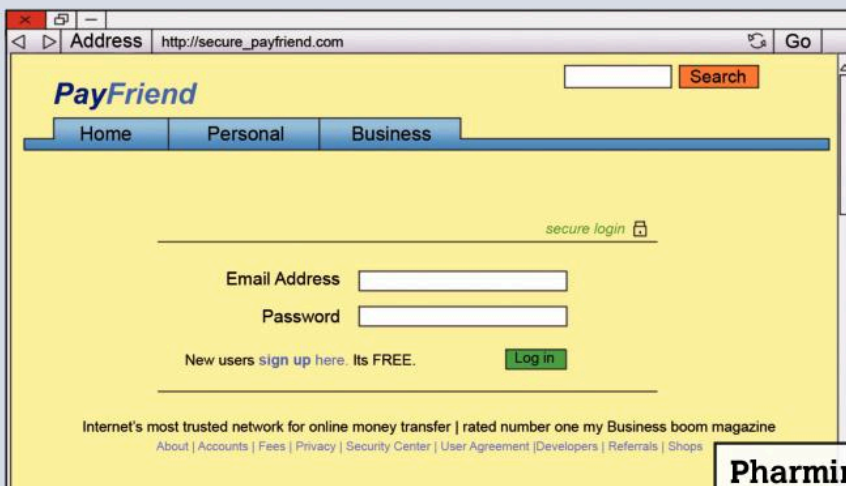 Address http://secure_payfriend.com Go
Search
PayFriend
Home Personal Business
secure login
Email Address
Password
New users sign up here. Its FREE. Log in
Internet's most trusted network for online money transfer | rated number one my Business boom magazine
About | Accounts | Fees | Privacy | Security Center | User Agreement |Developers | Referrals | Shops